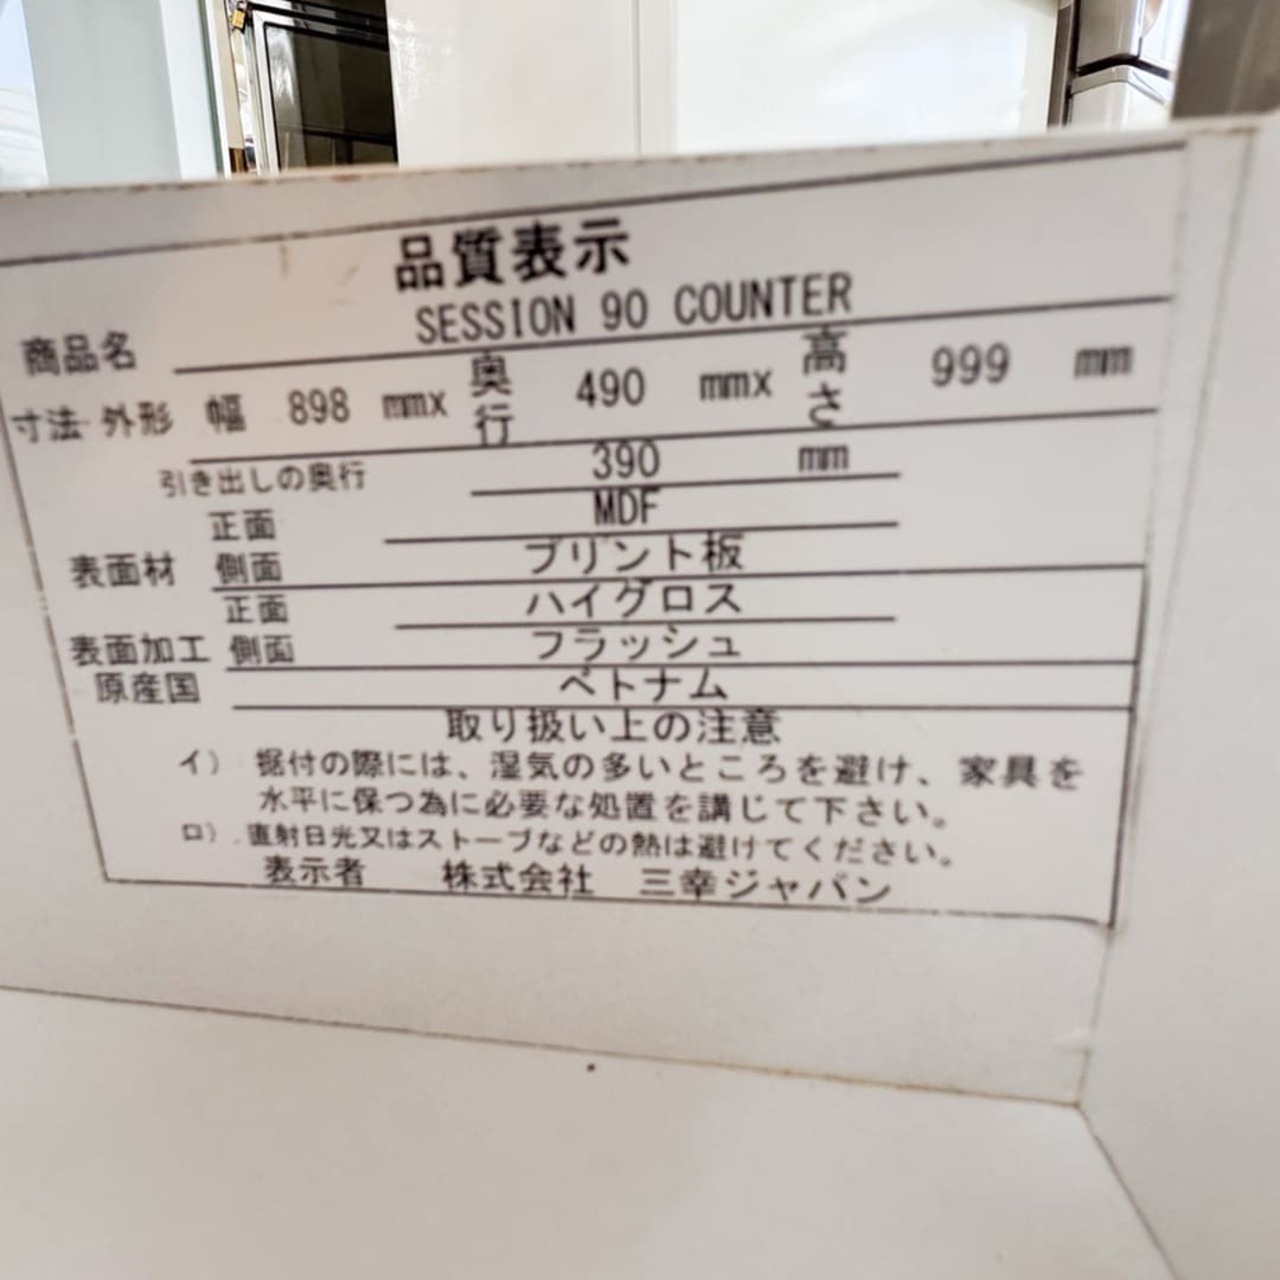 品質表示
商品名 SESSION 90 COUNTER
寸法 外形 幅 898 mmx 奥行 490 mmx 高さ 999 mm
引き出しの奥行 390 mm
正面 MDF
表面材 側面 プリント板
正面 ハイグロス
表面加工 側面 フラッシュ
原産国 ベトナム
取り扱い上の注意
イ） 据付の際には、湿気の多いところを避け、家具を
水平に保つ為に必要な処置を講じて下さい。
ロ） 直射日光又はストーブなどの熱は避けてください。
表示者 株式会社 三幸ジャパン